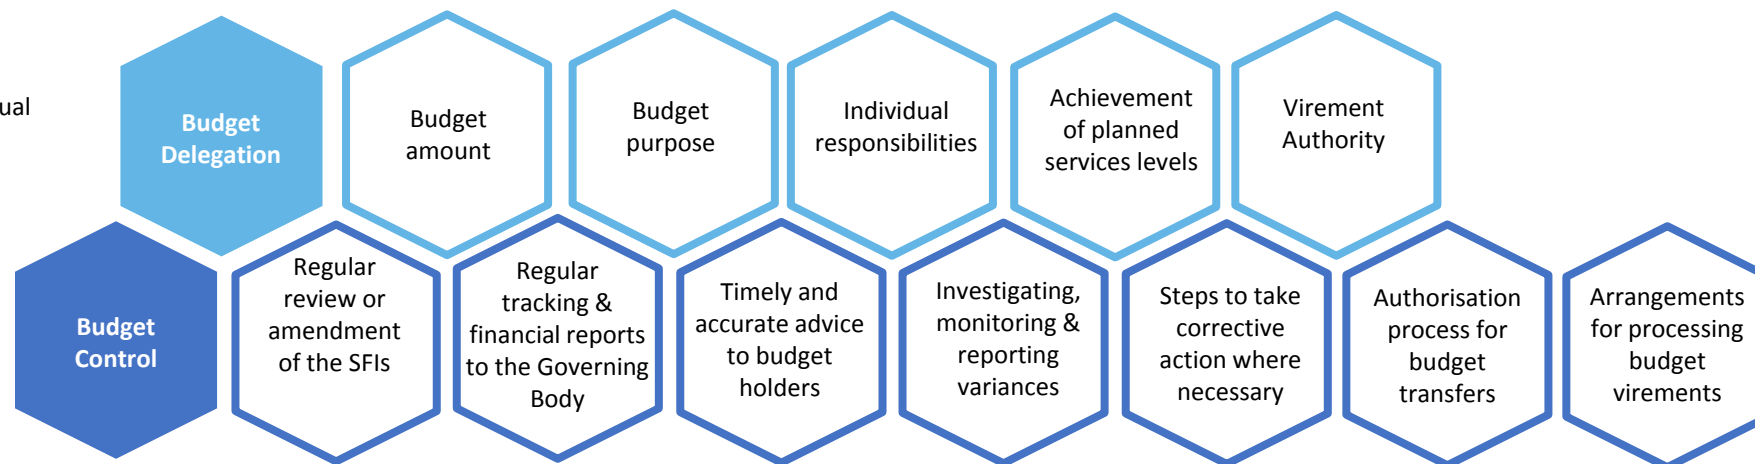 ual
Budget
Delegation
Budget
amount
Budget
purpose
Individual
responsibilities
Achievement
of planned
services levels
Virement
Authority
Budget
Control
Regular
review or
amendment
of the SFIs
Regular
tracking &
financial reports
to the Governing
Body
Timely and
accurate advice
to budget
holders
Investigating,
monitoring &
reporting
variances
Steps to take
corrective
action where
necessary
Authorisation
process for
budget
transfers
Arrangements
for processing
budget
virements